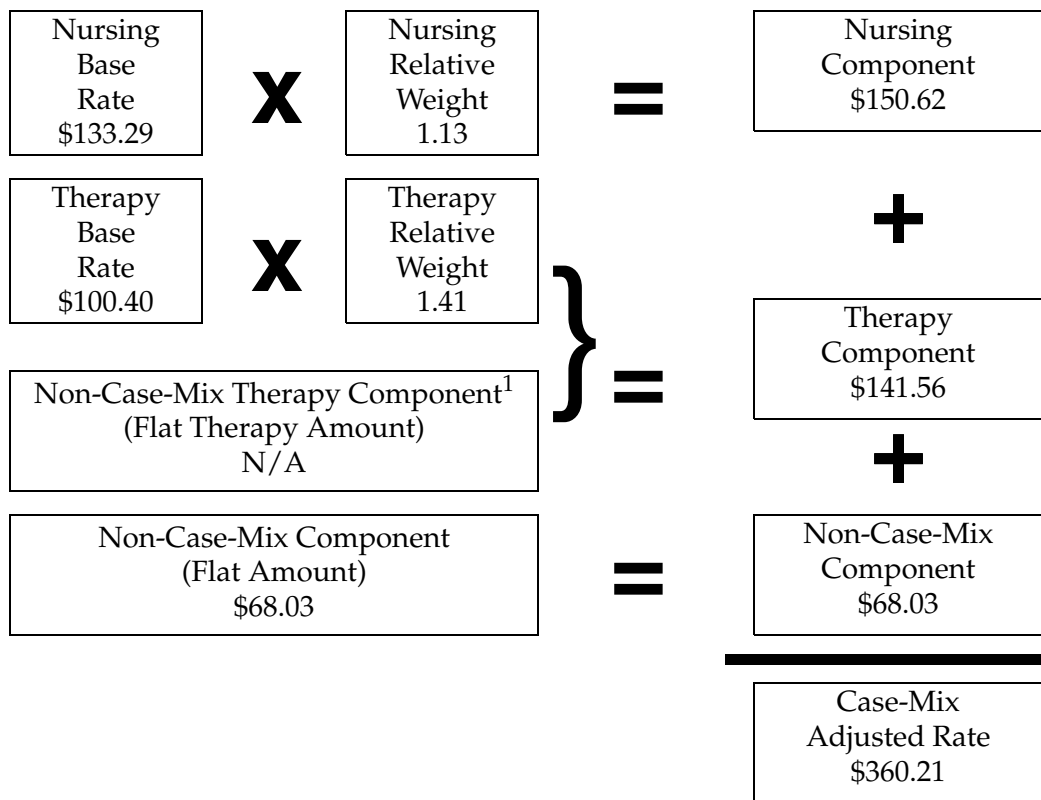 Nursing
Base
Rate
$133.29
x
Nursing
Relative
Weight
1.13
=
Nursing
Component
$150.62
Therapy
Base
Rate
$100.40
x
Therapy
Relative
Weight
1.41
+
Non-Case-Mix Therapy Component1
(Flat Therapy Amount)
N/A
}
=
Therapy
Component
$141.56
+
Non-Case-Mix Component
(Flat Amount)
$68.03
=
Non-Case-Mix
Component
$68.03
Case-Mix
Adjusted Rate
$360.21